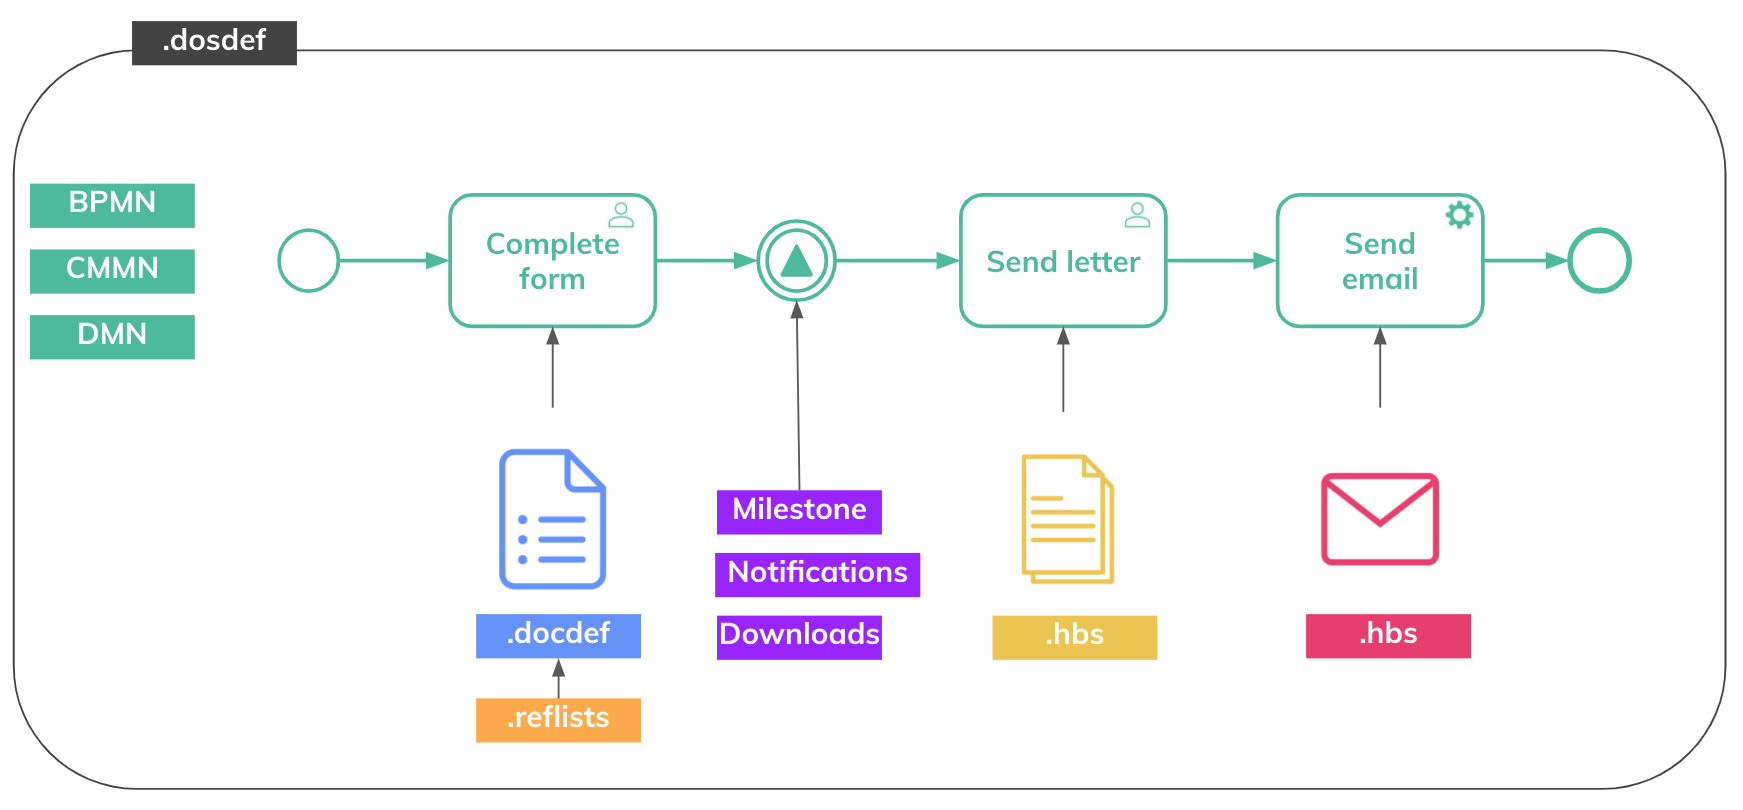 .dosdef
BPMN
CMMN
DMN
Complete
form
Send letter
Send
email
Milestone
Notifications
Downloads
.docdef
.reflists
.hbs
.hbs